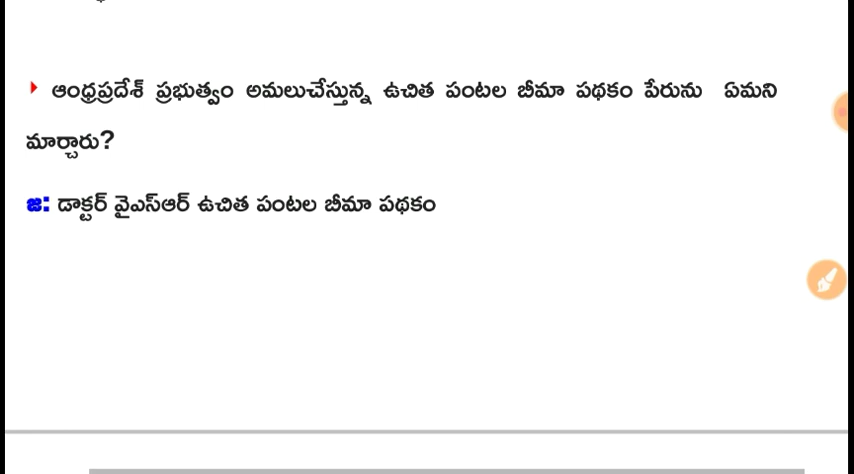 ఆంధ్రప్రదేశ్ ప్రభుత్వం అమలుచేస్తున్న ఉచిత పంటల బీమా పథకం పేరును ఏమని
మార్చారు?
జ: డాక్టర్ వైఎస్ఆర్ ఉచిత పంటల బీమా పథకం